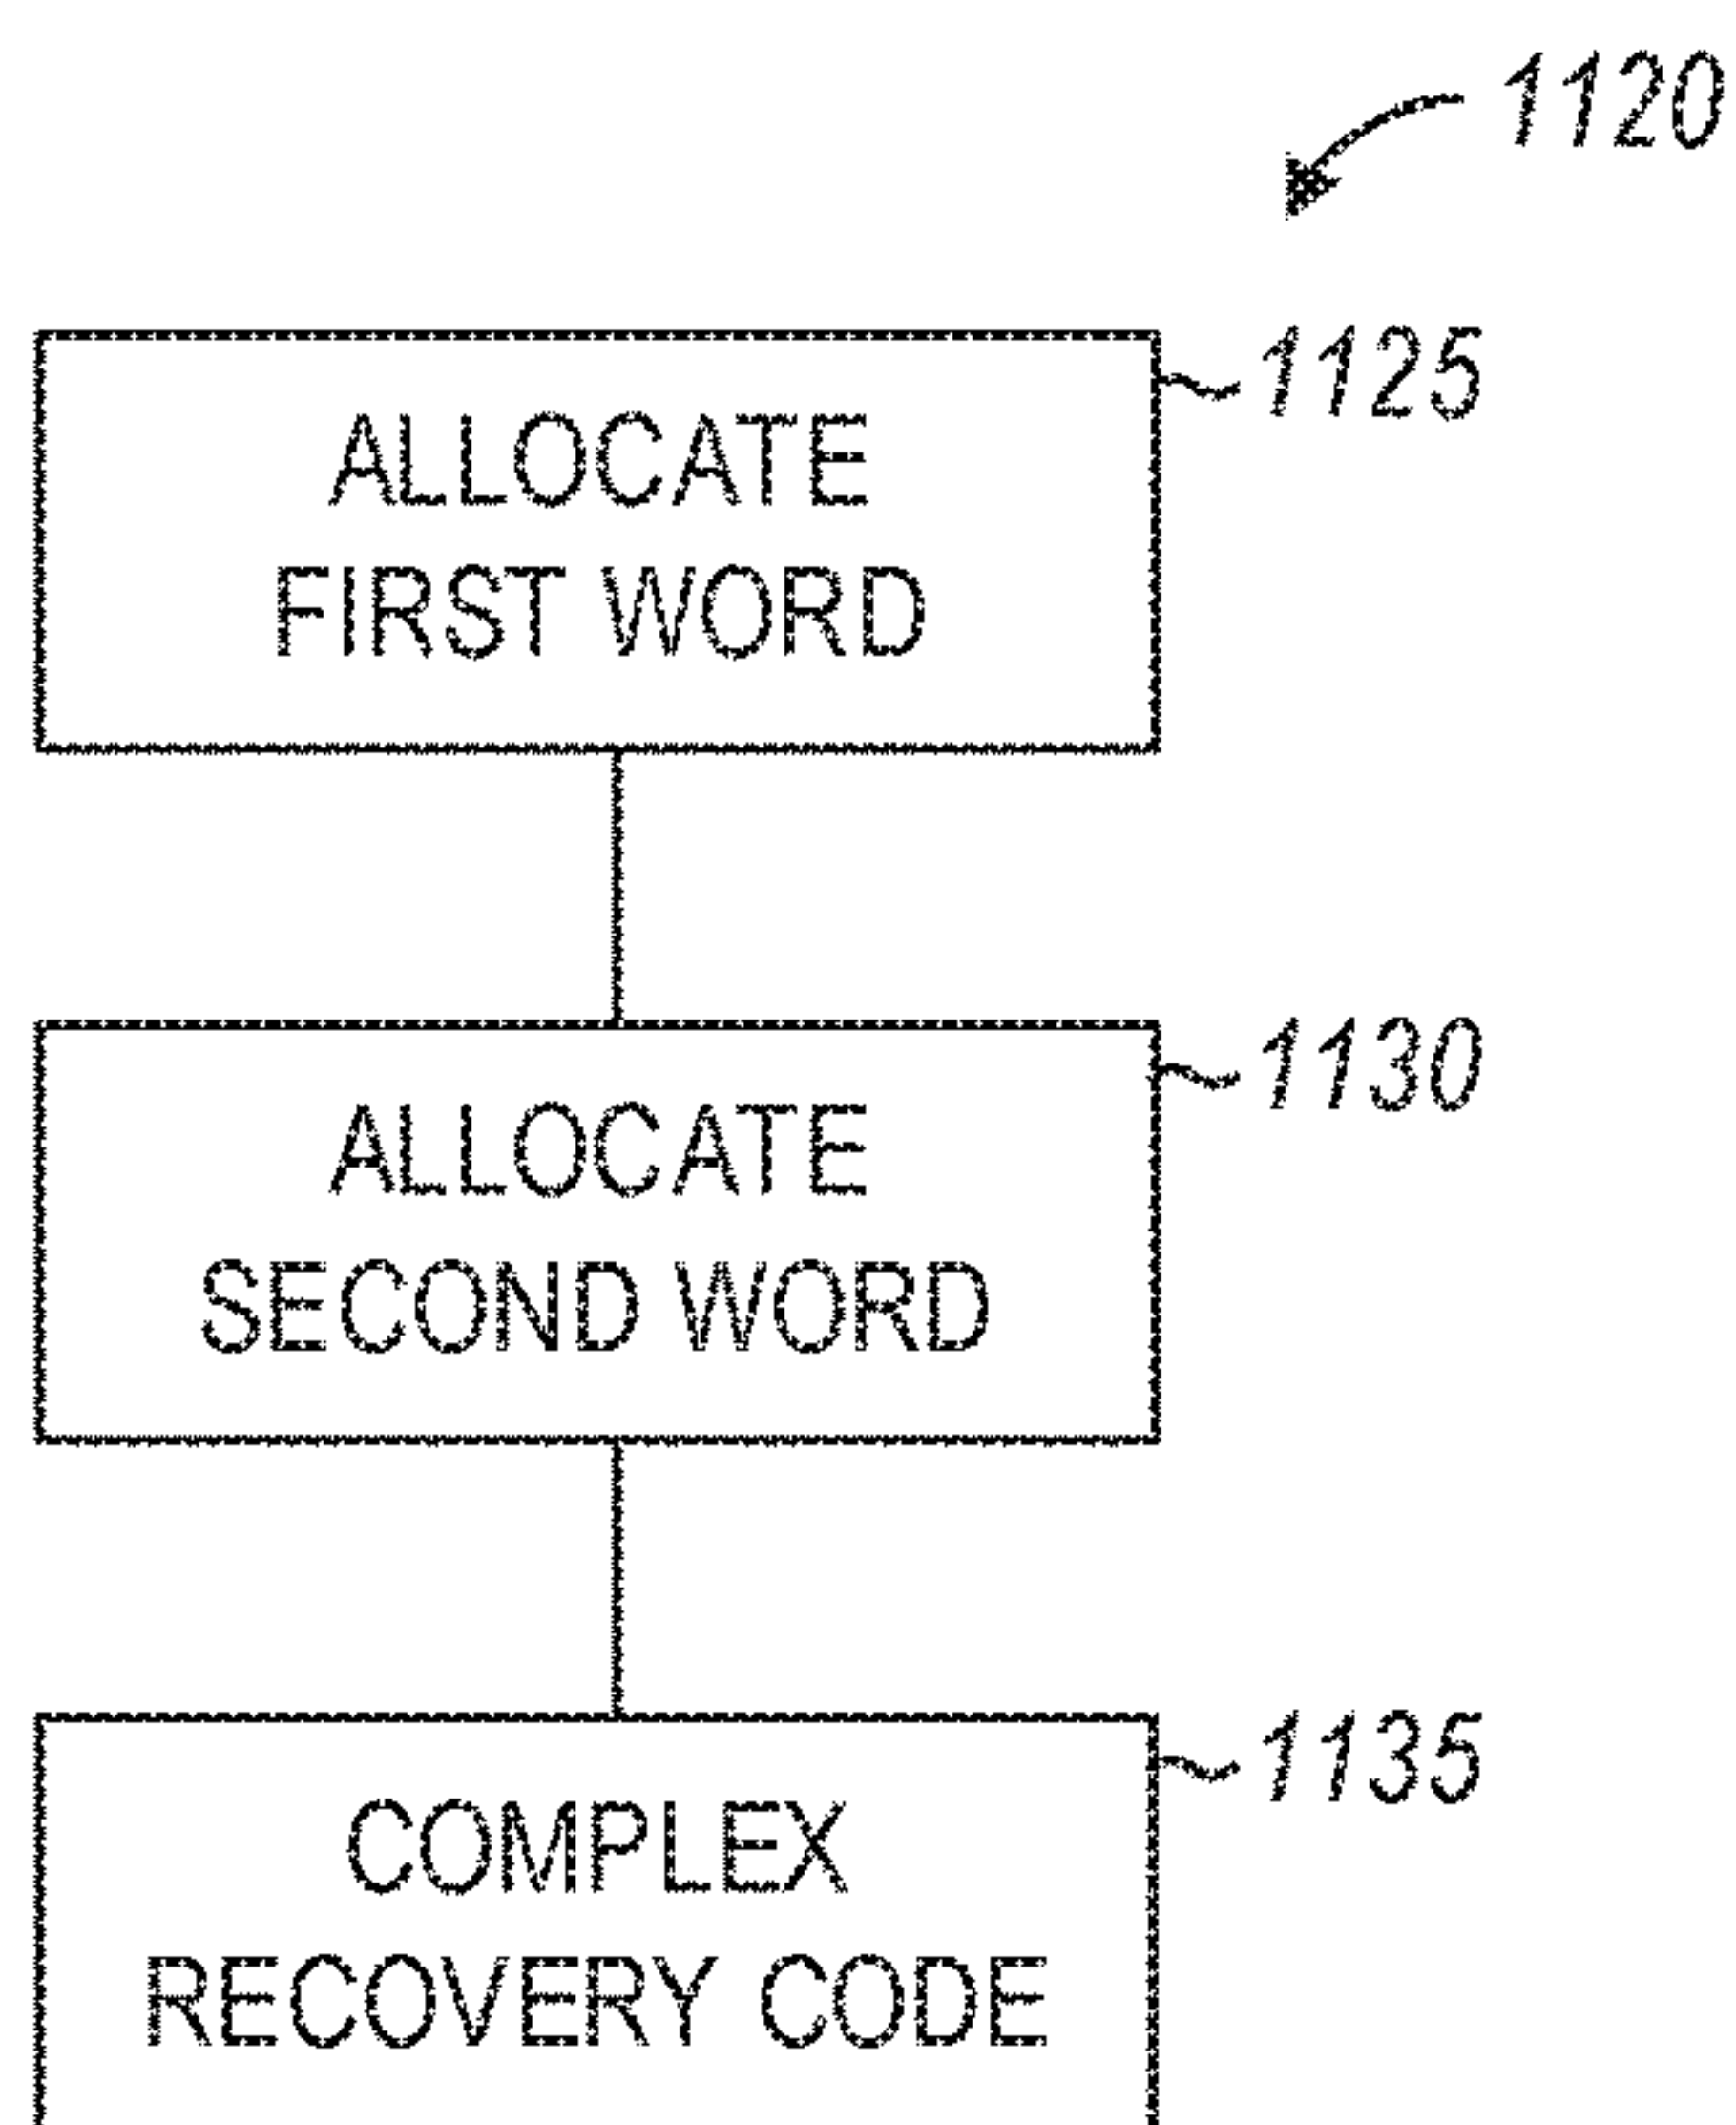 1120
1125
ALLOCATE
FIRST WORD
1130
ALLOCATE
SECOND WORD
1135
COMPLEX
RECOVERY CODE